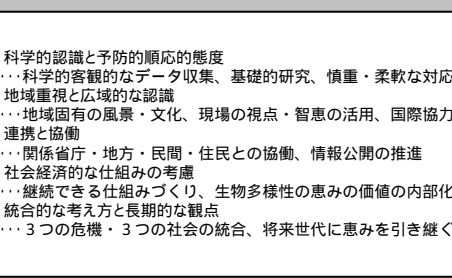 科学的認識と予防的順応的態度
･･･科学的客観的なデータ収集、基礎的研究、慎重・柔軟な対応
地域重視と広域的な認識
･･･地域固有の風景・文化、現場の視点・智恵の活用、国際協力
連携と協働
･･･関係省庁・地方・民間・住民との協働、情報公開の推進
社会経済的な仕組みの考慮
･･･継続できる仕組みづくり、生物多様性の恵みの価値の内部化
統合的な考え方と長期的な観点
･･･３つの危機・３つの社会の統合、将来世代に恵みを引き継ぐ